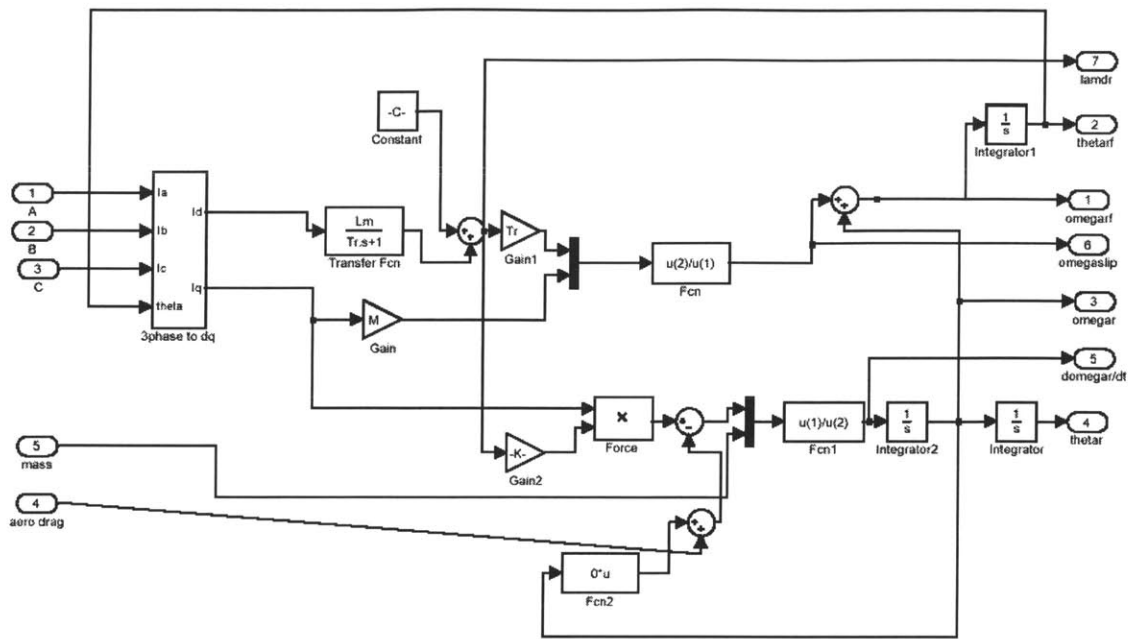 7
lamdr
-C-
Constant
1
s
Integrator1
2
thetarf
1
A
2
B
3
C
Ia
Ib
Ic
theta
Id
Iq
3phase to dq
Lm
Tr.s+1
Transfer Fcn
+
+
Tr
Gain1
M
Gain
u(2)/u(1)
Fcn
+
+
1
omegarf
6
omegaslip
3
omegar
5
domegar/dt
5
mass
4
aero drag
-K-
Gain2
×
Force
+
-
u(1)/u(2)
Fcn1
1
s
Integrator2
1
s
Integrator
4
thetar
+
+
0*u
Fcn2